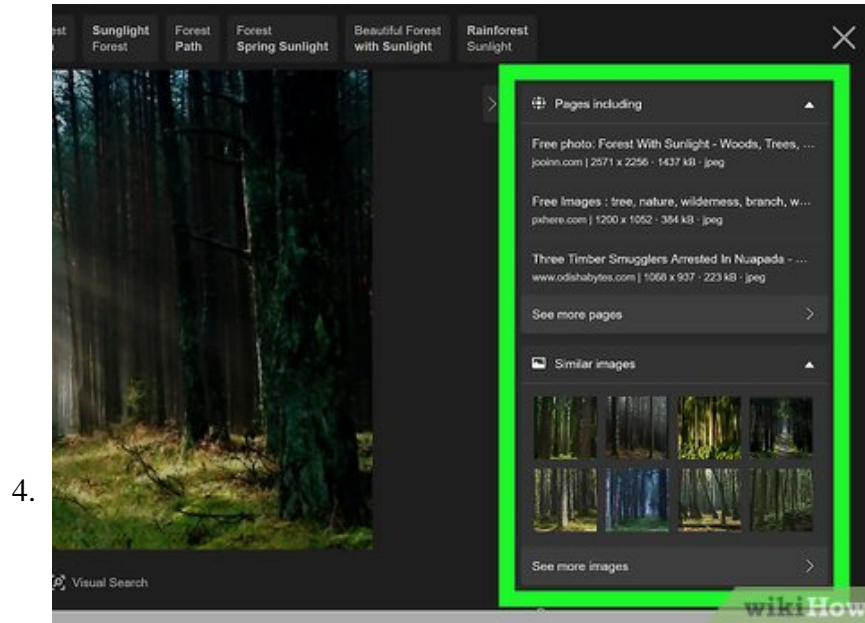 est
Sunglight
Forest
Forest
Path
Forest
Spring Sunlight
Beautiful Forest
with Sunlight
Rainforest
Sunlight
Pages including
Free photo: Forest With Sunlight - Woods, Trees, ...
jooinn.com | 2571 x 2256 · 1437 kB · jpeg
Free Images : tree, nature, wilderness, branch, w...
pxhere.com | 1200 x 1052 · 384 kB · jpeg
Three Timber Smugglers Arrested In Nuapada - ...
www.odishabytes.com | 1068 x 937 · 223 kB · jpeg
See more pages
Similar images
See more images
4.
Visual Search
wikiHow